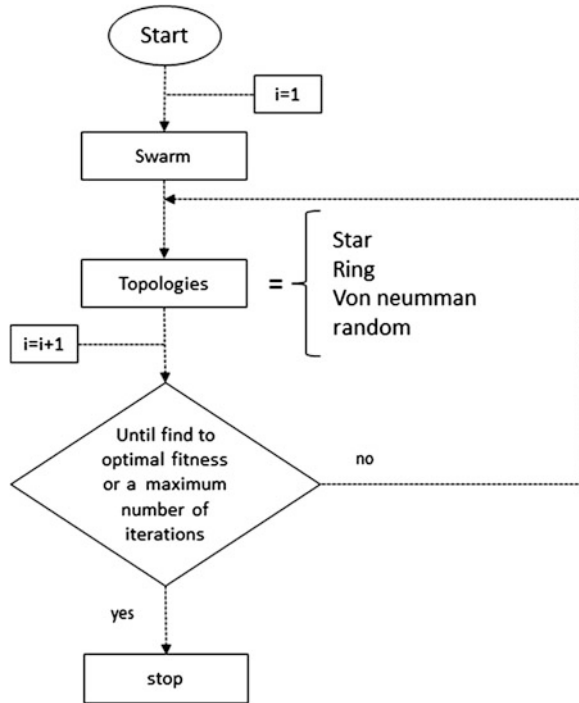 Start
i=1
Swarm
Topologies
=
Star
Ring
Von neumman
random
i=i+1
Until find to
optimal fitness
or a maximum
number of
iterations
no
yes
stop